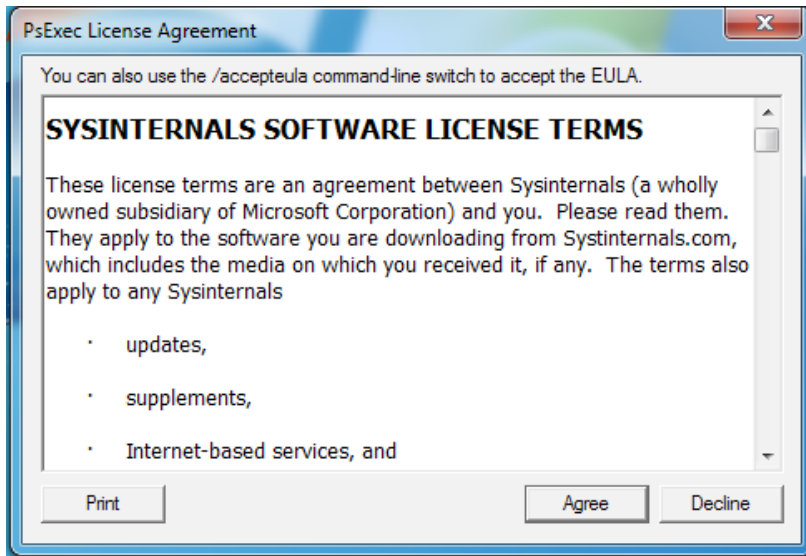 PsExec License Agreement
You can also use the /accepteula command-line switch to accept the EULA.
SYSINTERNALS SOFTWARE LICENSE TERMS
These license terms are an agreement between Sysinternals (a wholly
owned subsidiary of Microsoft Corporation) and you.  Please read them.
They apply to the software you are downloading from Systinternals.com,
which includes the media on which you received it, if any.  The terms also
apply to any Sysinternals
· updates,
· supplements,
· Internet-based services, and
Print Agree Decline